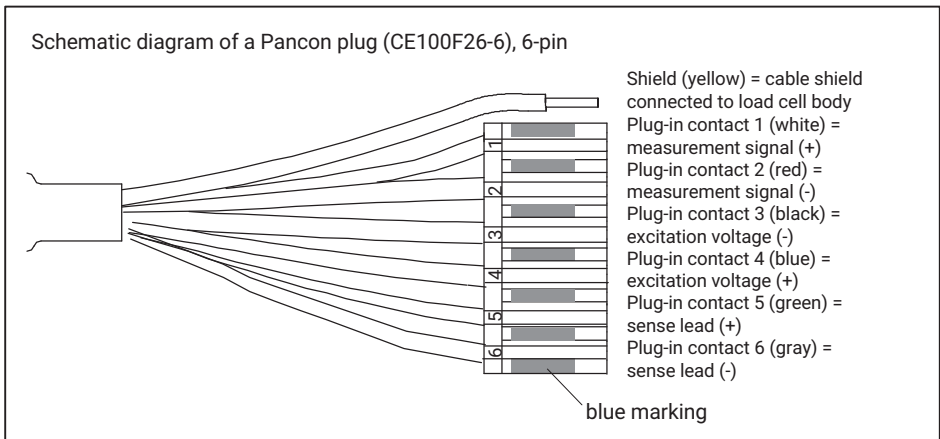 Schematic diagram of a Pancon plug (CE100F26-6), 6-pin
Shield (yellow) = cable shield
connected to load cell body
Plug-in contact 1 (white) =
measurement signal (+)
Plug-in contact 2 (red) =
measurement signal (-)
Plug-in contact 3 (black) =
excitation voltage (-)
Plug-in contact 4 (blue) =
excitation voltage (+)
Plug-in contact 5 (green) =
sense lead (+)
Plug-in contact 6 (gray) =
sense lead (-)
1
2
3
4
5
6
blue marking